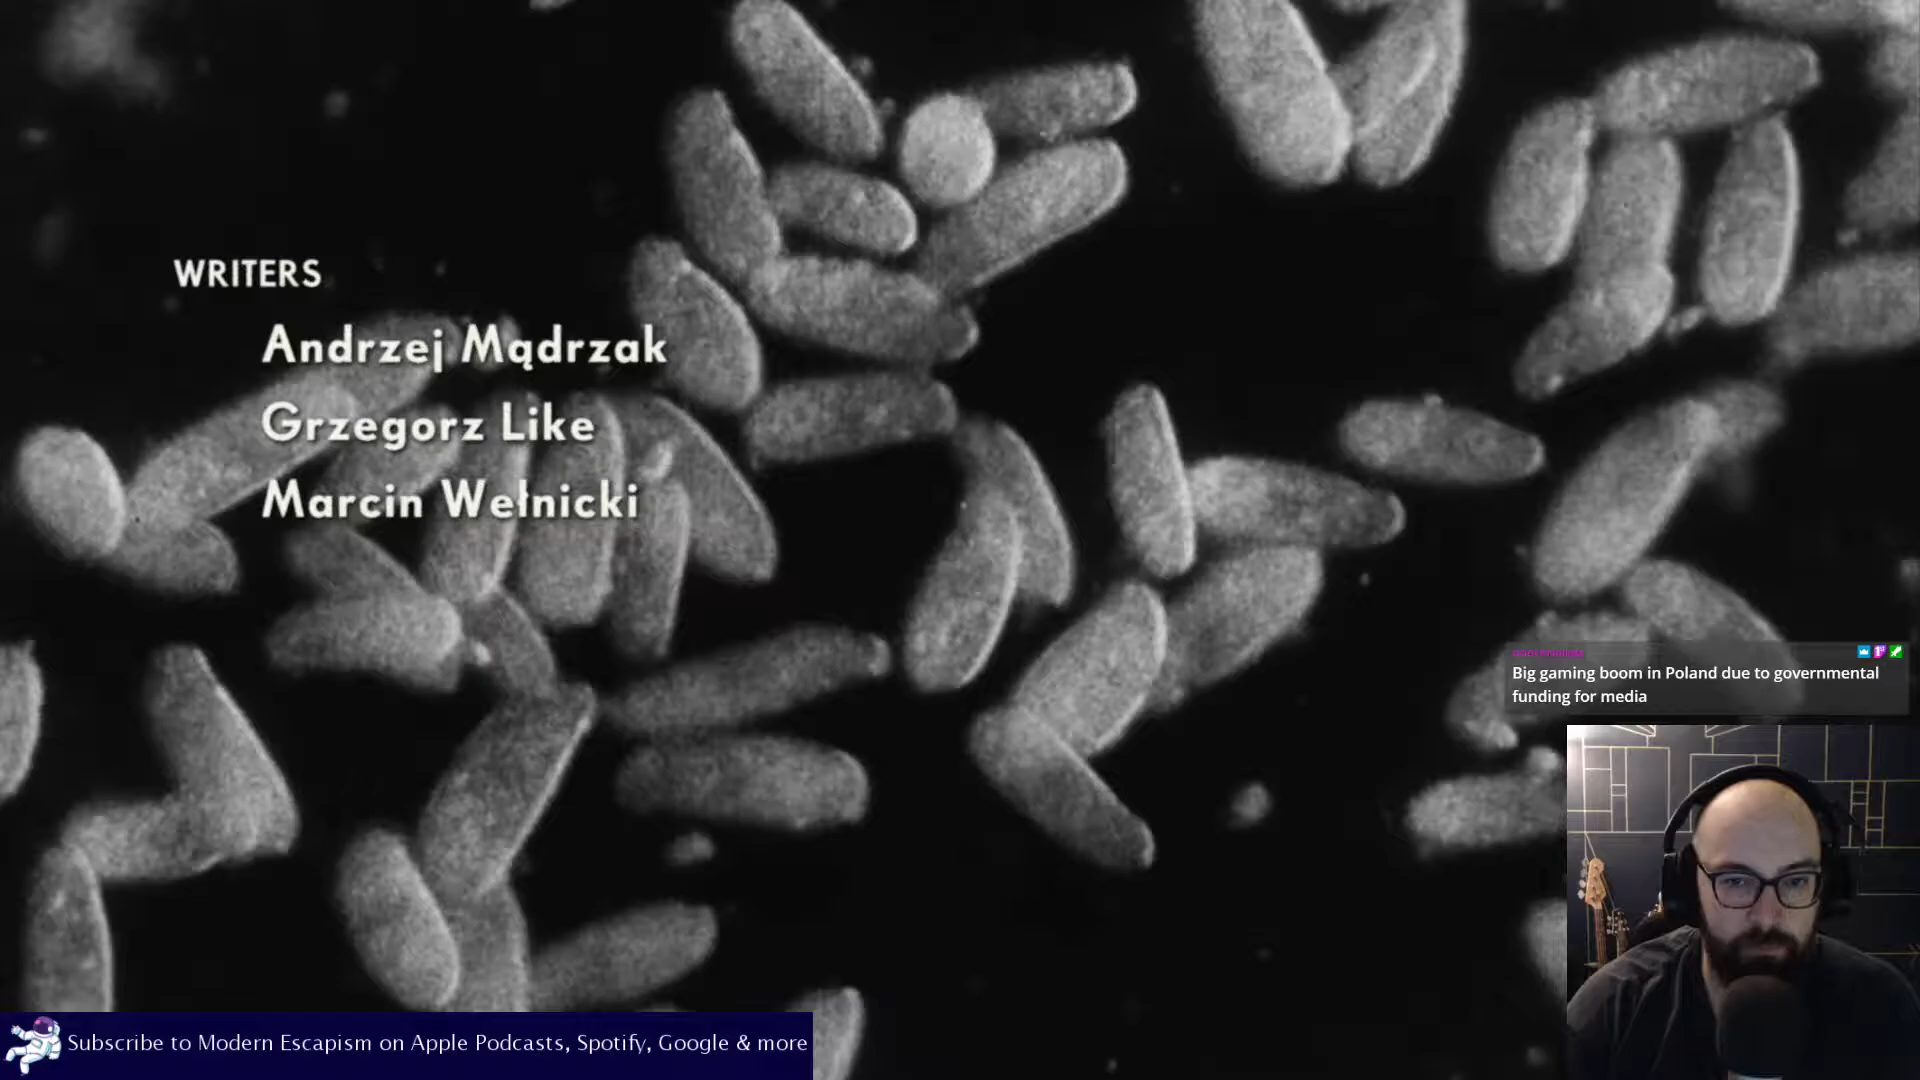 WRITERS
Andrzej Mądrzak
Grzegorz Like
Marcin Wełnicki
Big gaming boom in Poland due to governmental
funding for media
Subscribe to Modern Escapism on Apple Podcasts, Spotify, Google & more